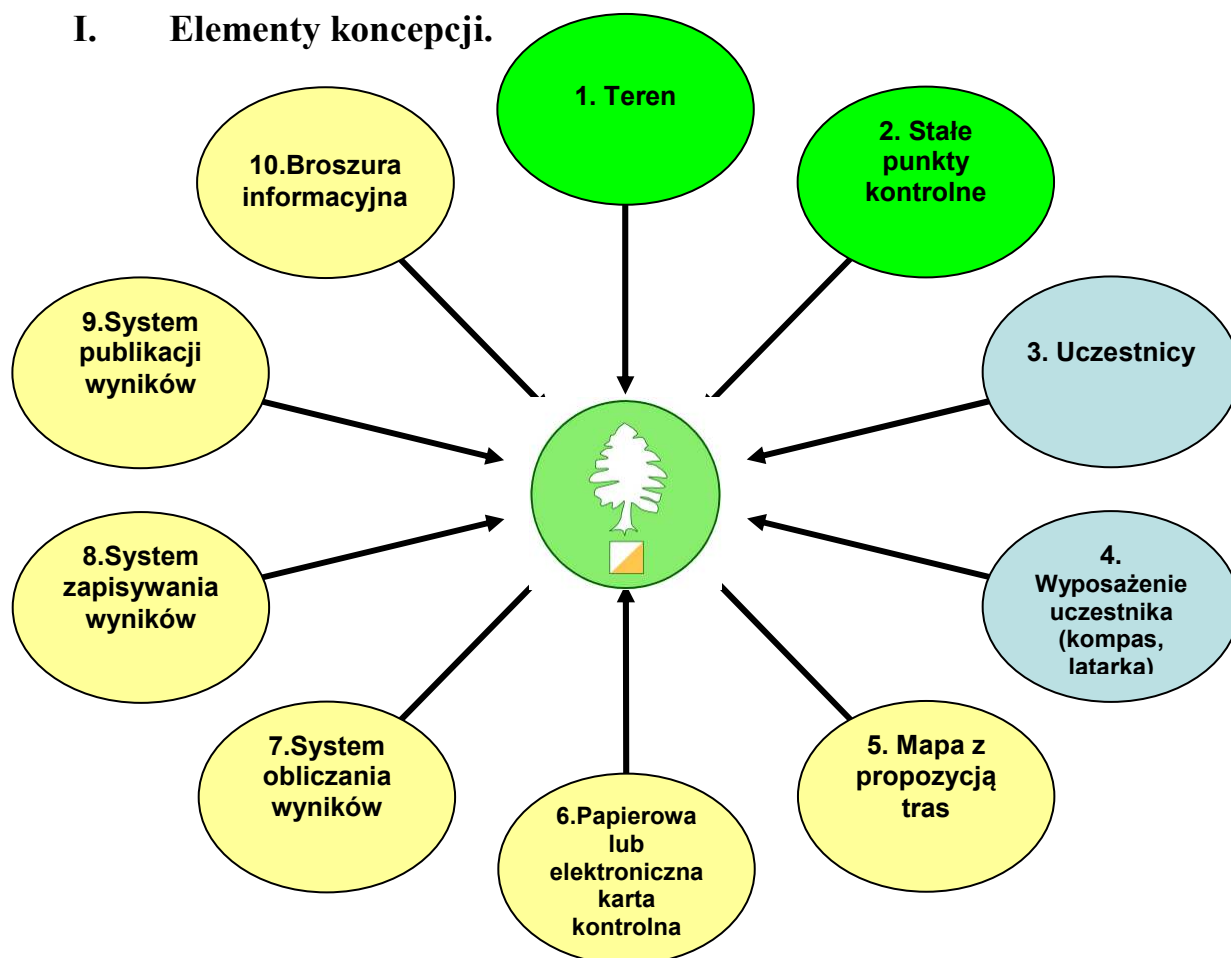 I. Elementy koncepcji.
1. Teren
2. Stałe
punkty
kontrolne
3. Uczestnicy
4.
Wyposażenie
uczestnika
(kompas,
latarka)
5. Mapa z
propozycją
tras
6.Papierowa
lub
elektroniczna
karta
kontrolna
7.System
obliczania
wyników
8.System
zapisywania
wyników
9.System
publikacji
wyników
10.Broszura
informacyjna